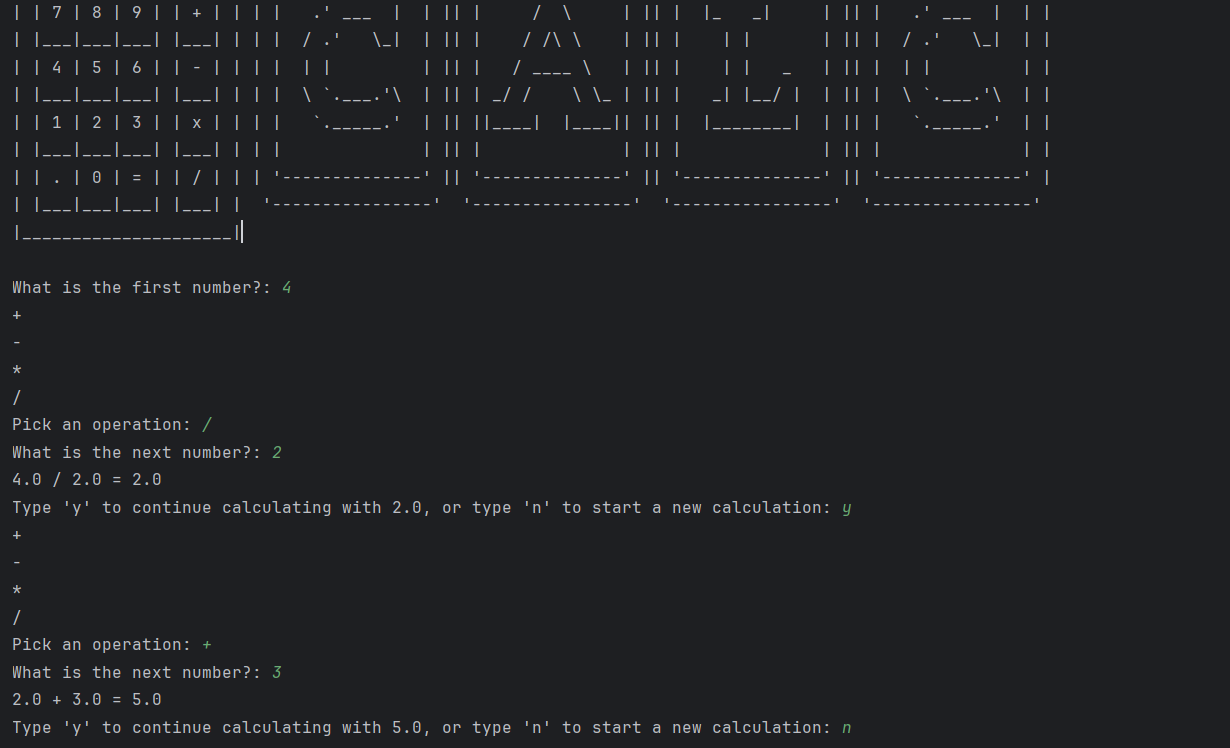 | | 7 | 8 | 9 | | + | | | | |   .' ___  |  | || |     /  \     | || |  |_   _|     | || |   .' ___  |  | |
| |___|___|___| |___| | | | |  / .'   \_|  | || |    / /\ \    | || |    | |       | || |  / .'   \_|  | |
| | 4 | 5 | 6 | | - | | | | |  | |         | || |   / ____ \   | || |    | |   _   | || |  | |         | |
| |___|___|___| |___| | | | |  \ `.___.'\  | || | _/ /    \ \_ | || |   _| |__/ |  | || |  \ `.___.'\  | |
| | 1 | 2 | 3 | | x | | | | |   `._____.'  | || ||____|  |____|| || |  |________|  | || |   `._____.'  | |
| |___|___|___| |___| | | | |              | || |              | || |              | || |              | |
| | . | 0 | = | | / | | | '--------------' || '--------------' || '--------------' || '--------------' |
| |___|___|___| |___| |  '----------------'  '----------------'  '----------------'  '----------------'
|_____________________|
What is the first number?: 4
+
-
*
/
Pick an operation: /
What is the next number?: 2
4.0 / 2.0 = 2.0
Type 'y' to continue calculating with 2.0, or type 'n' to start a new calculation: y
+
-
*
/
Pick an operation: +
What is the next number?: 3
2.0 + 3.0 = 5.0
Type 'y' to continue calculating with 5.0, or type 'n' to start a new calculation: n